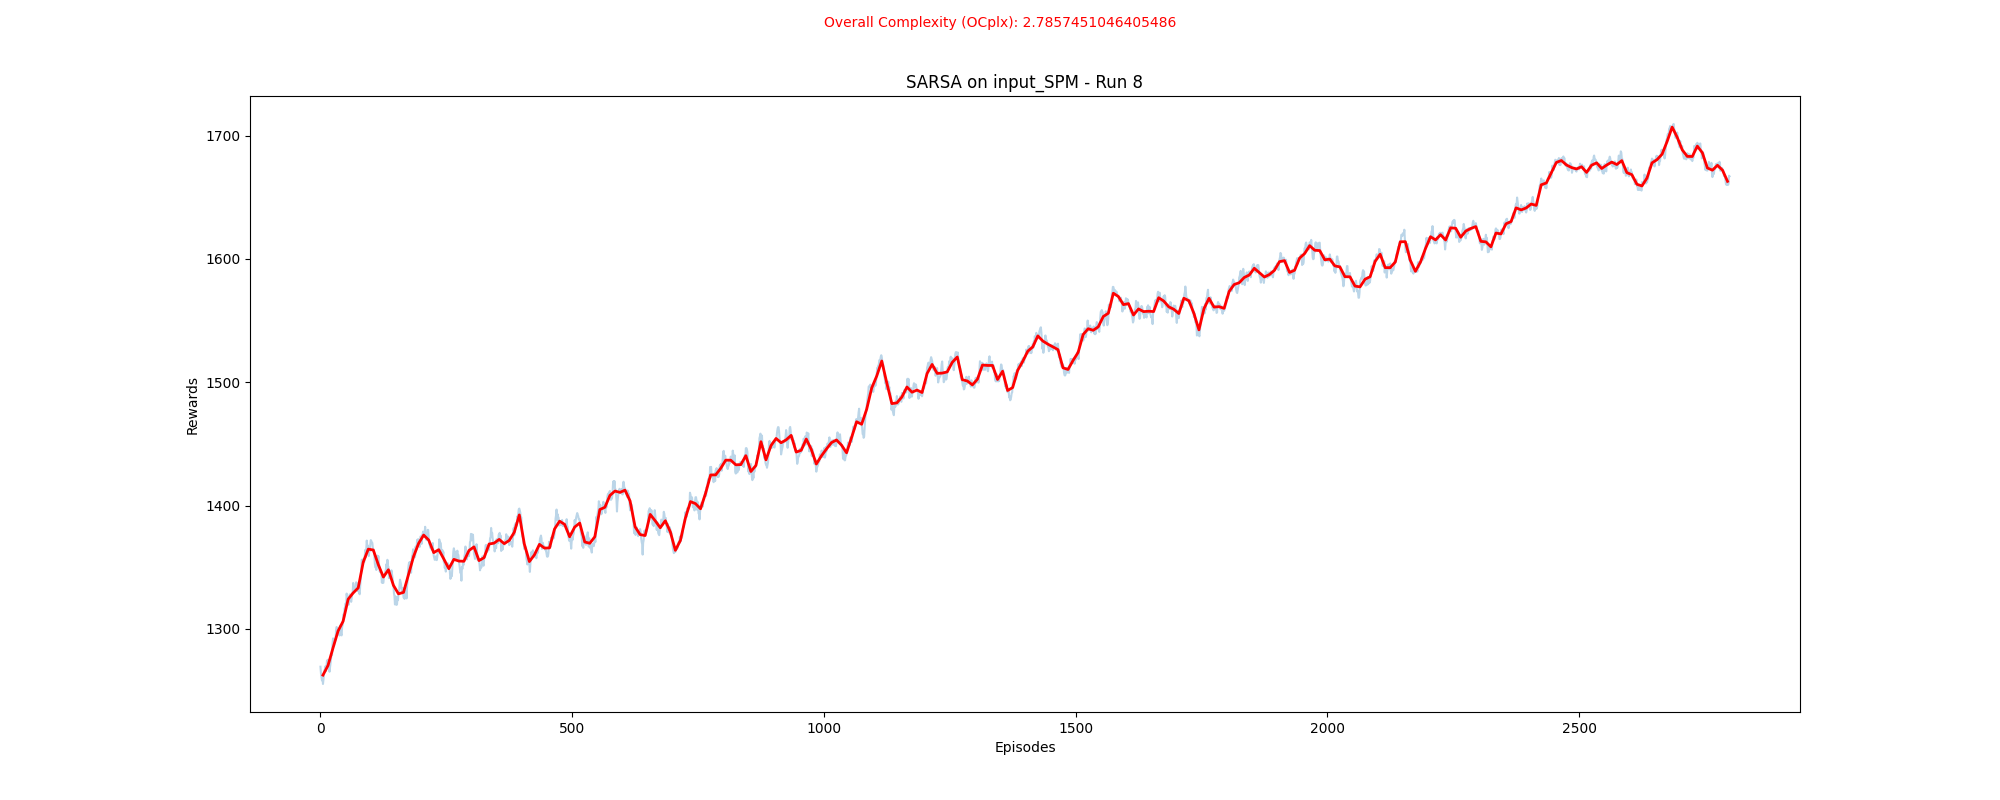 Overall Complexity (OCplx): 2.7857451046405486
SARSA on input_SPM - Run 8
1700
1600
1500
1400
1300
Rewards
0 500 1000 1500 2000 2500
Episodes